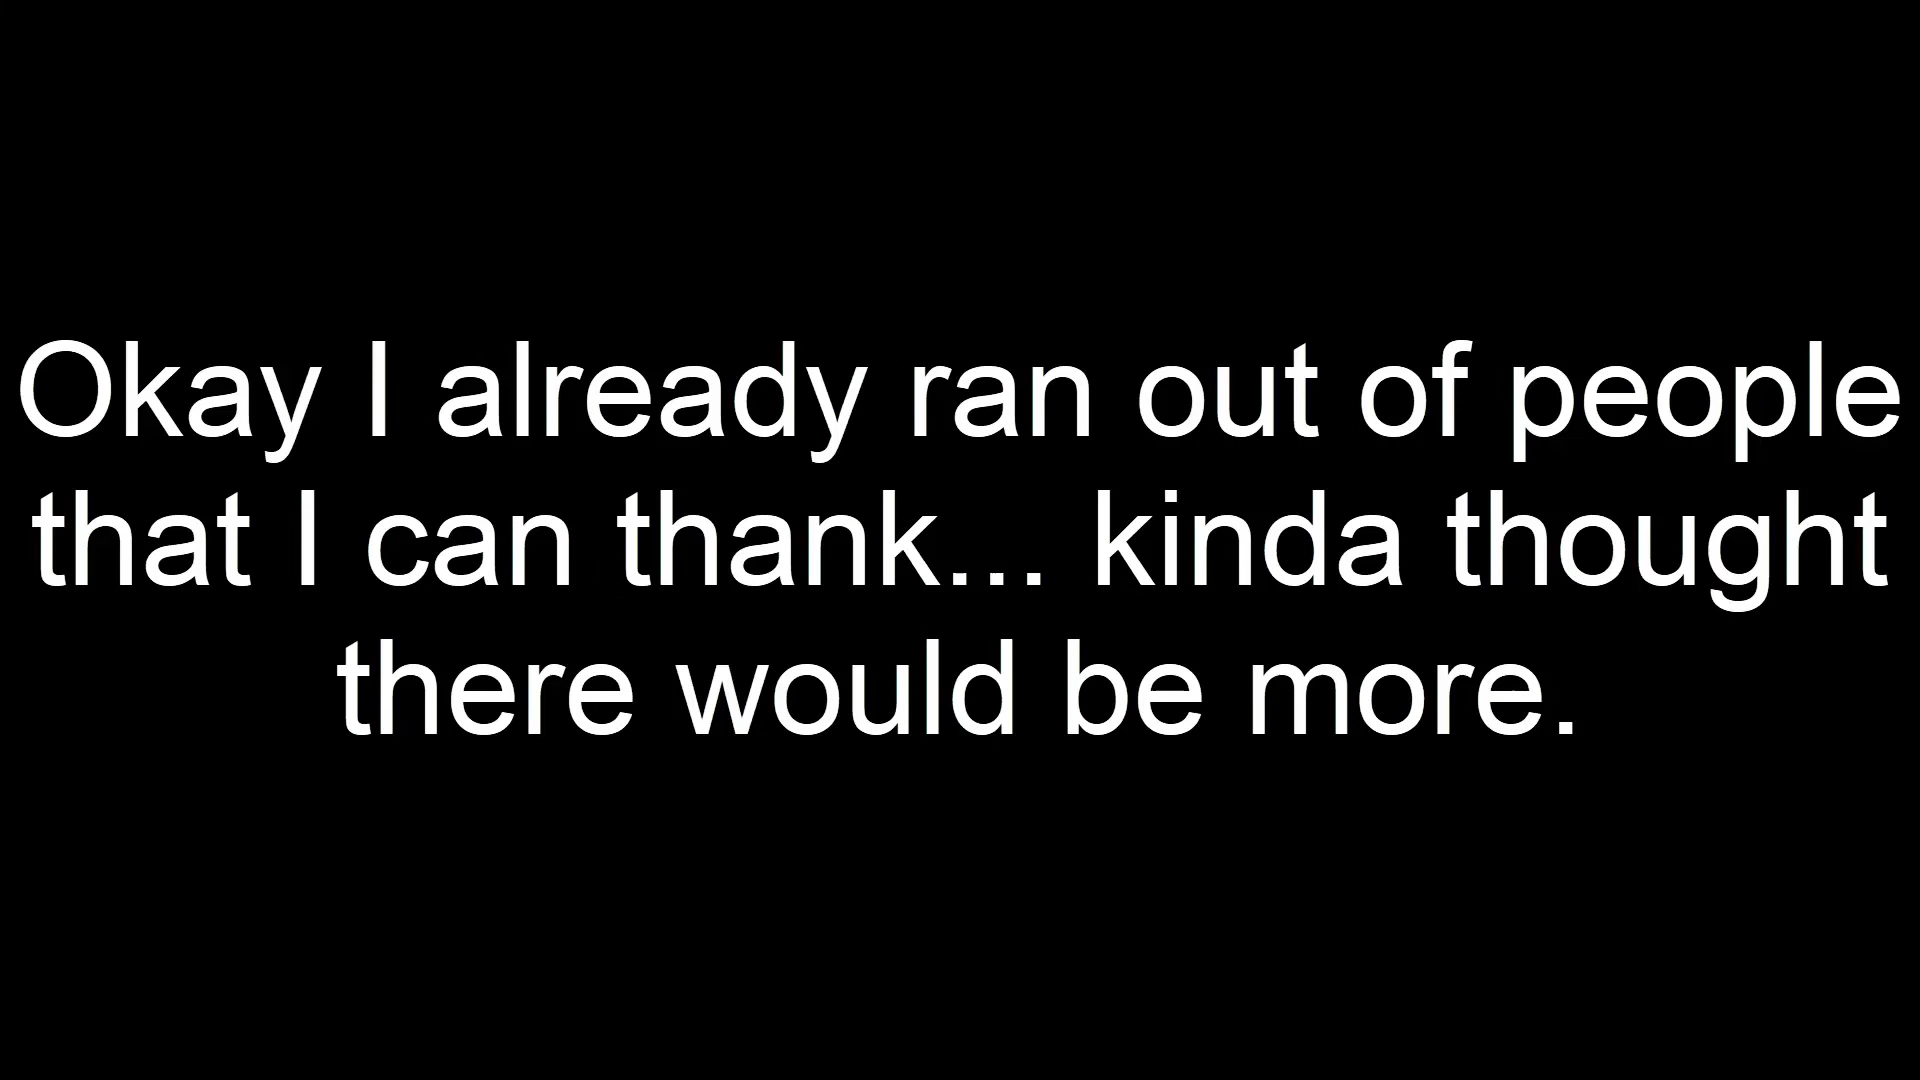 Okay I already ran out of people
that I can thank... kinda thought
there would be more.